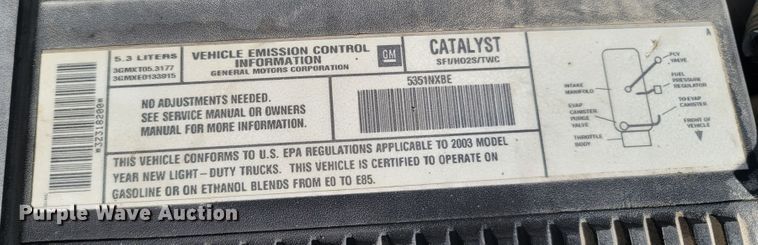 5.3 LITERS
3GMXT05.3177
3GMXE0133915
VEHICLE EMISSION CONTROL
INFORMATION
GENERAL MOTORS CORPORATION
GM
CATALYST
SFI/HO2S/TWC
5351NXBE
NO ADJUSTMENTS NEEDED.
SEE SERVICE MANUAL OR OWNERS
MANUAL FOR MORE INFORMATION.
*32318200*
THIS VEHICLE CONFORMS TO U.S. EPA REGULATIONS APPLICABLE TO 2003 MODEL
YEAR NEW LIGHT- DUTY TRUCKS. THIS VEHICLE IS CERTIFIED TO OPERATE ON
GASOLINE OR ON ETHANOL BLENDS FROM E0 TO E85.
A
PCV
VALVE
FUEL
PRESSURE
REGULATOR
INTAKE
MANIFOLD
EVAP
CANISTER
PURGE
VALVE
TO EVAP
CANISTER
THROTTLE
BODY
FRONT OF
VEHICLE
Purple Wave Auction